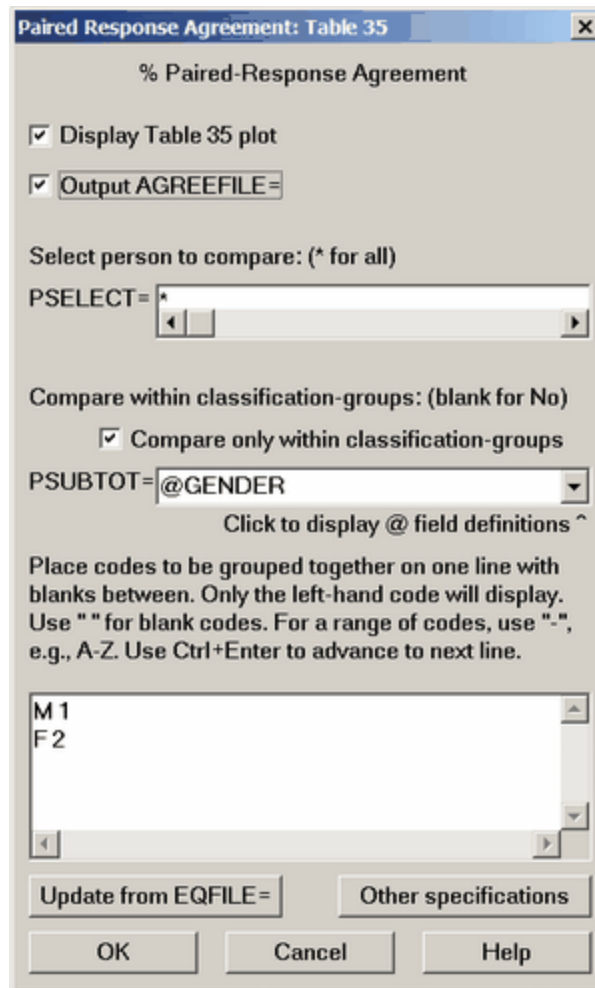 Paired Response Agreement: Table 35
% Paired-Response Agreement
Display Table 35 plot
Output AGREEFILE=
Select person to compare: (* for all)
PSELECT= *
Compare within classification-groups: (blank for No)
Compare only within classification-groups
PSUBTOT= @GENDER
Click to display @ field definitions ^
Place codes to be grouped together on one line with
blanks between. Only the left-hand code will display.
Use " " for blank codes. For a range of codes, use "-",
e.g., A-Z. Use Ctrl+Enter to advance to next line.
M 1
F 2
Update from EQFILE= Other specifications
OK Cancel Help